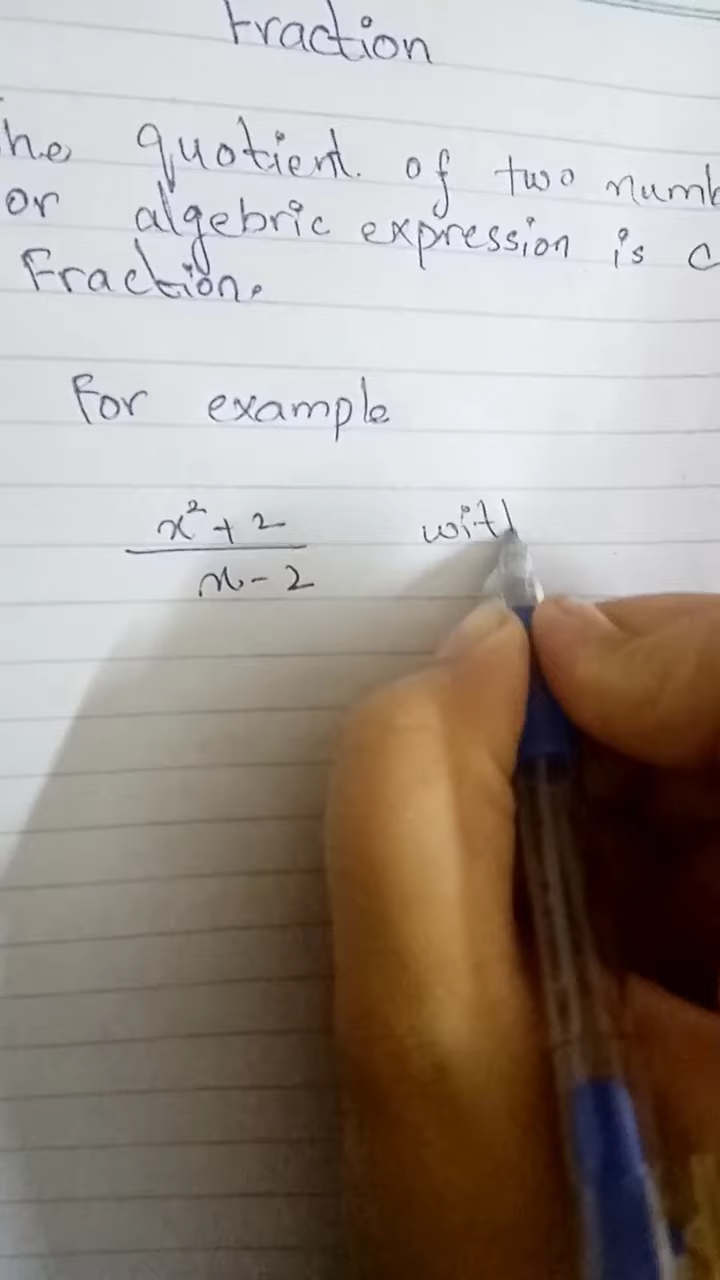 Fraction
he quotient of two numb
or algebric expression is c
Fraction.
For example
x² + 2 with
x - 2